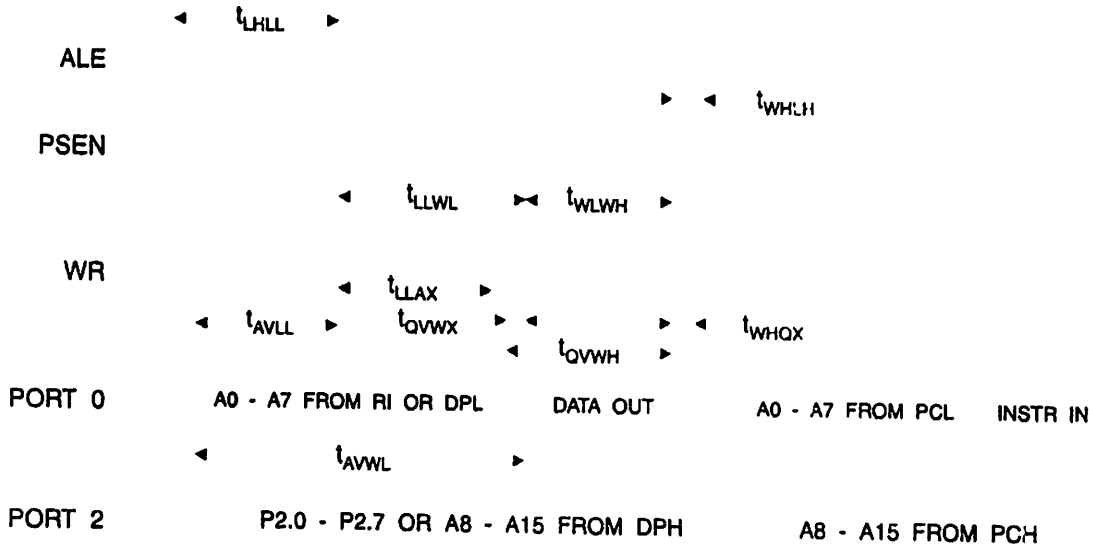 tLHLL
ALE
tWHLH
PSEN
tLLWL tWLWH
WR
tLLAX
tAVLL tQVWX tWHQX
tQVWH
PORT 0 A0 - A7 FROM RI OR DPL DATA OUT A0 - A7 FROM PCL INSTR IN
tAVWL
PORT 2 P2.0 - P2.7 OR A8 - A15 FROM DPH A8 - A15 FROM PCH